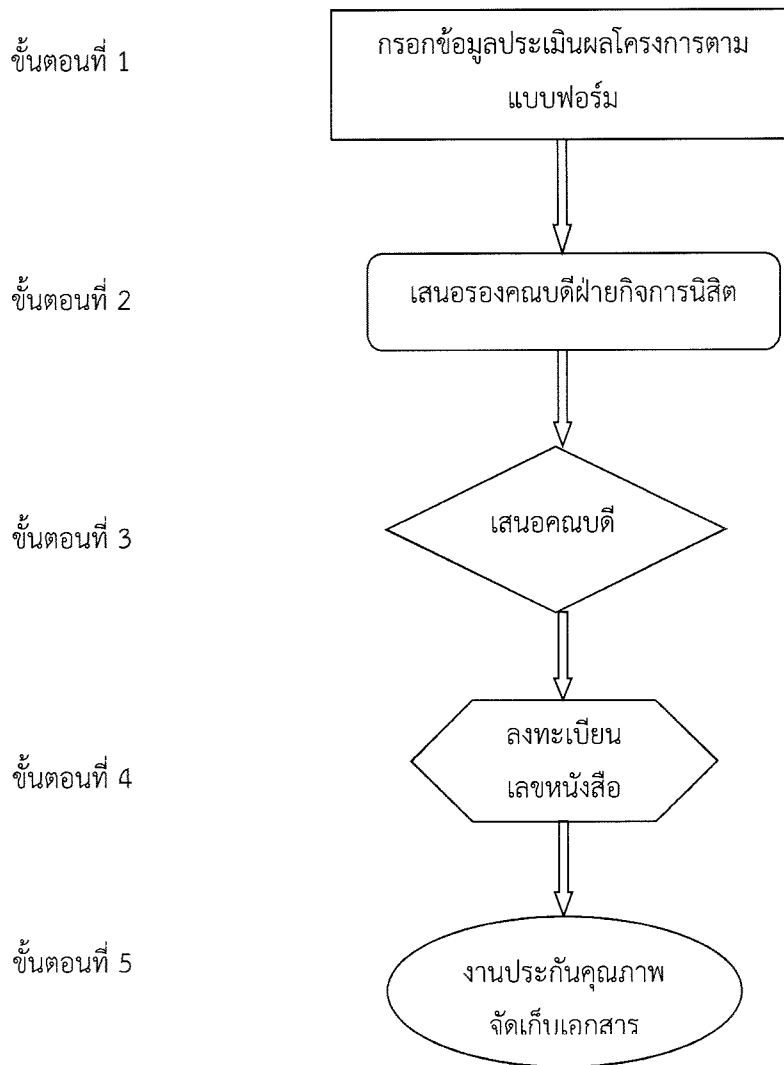 ขั้นตอนที่ 1
กรอกข้อมูลประเมินผลโครงการตาม
แบบฟอร์ม
ขั้นตอนที่ 2
เสนอรองคณบดีฝ่ายกิจการนิสิต
ขั้นตอนที่ 3
เสนอคณบดี
ขั้นตอนที่ 4
ลงทะเบียน
เลขหนังสือ
ขั้นตอนที่ 5
งานประกันคุณภาพ
จัดเก็บเอกสาร